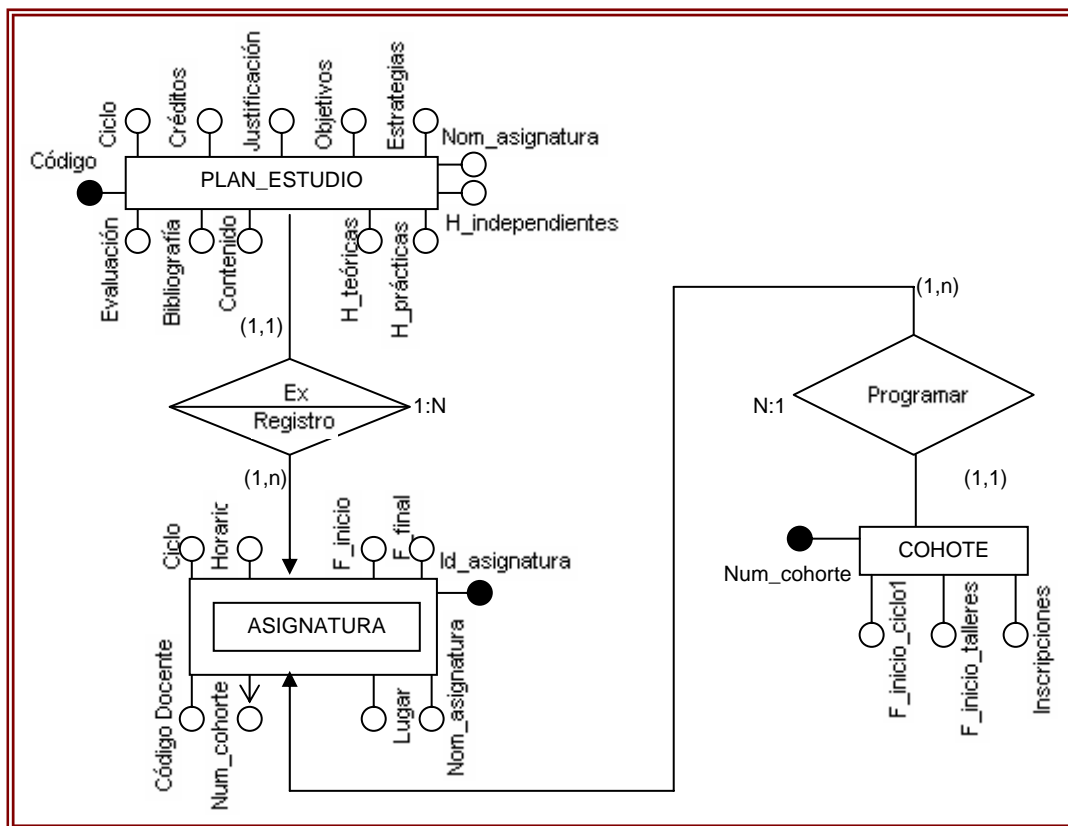 Ciclo
Créditos
Justificación
Objetivos
Estrategias
Nom_asignatura
Código
PLAN_ESTUDIO
H_independientes
Evaluación
Bibliografía
Contenido
H_teóricas
H_prácticas
(1,1)
(1,n)
Ex
Registro
1:N
N:1
Programar
(1,n)
(1,1)
Ciclo
Horaric
F_inicio
F_final
Id_asignatura
COHOTE
Num_cohorte
ASIGNATURA
F_inicio_ciclo1
F_inicio_talleres
Inscripciones
Código Docente
Num_cohorte
Lugar
Nom_asignatura